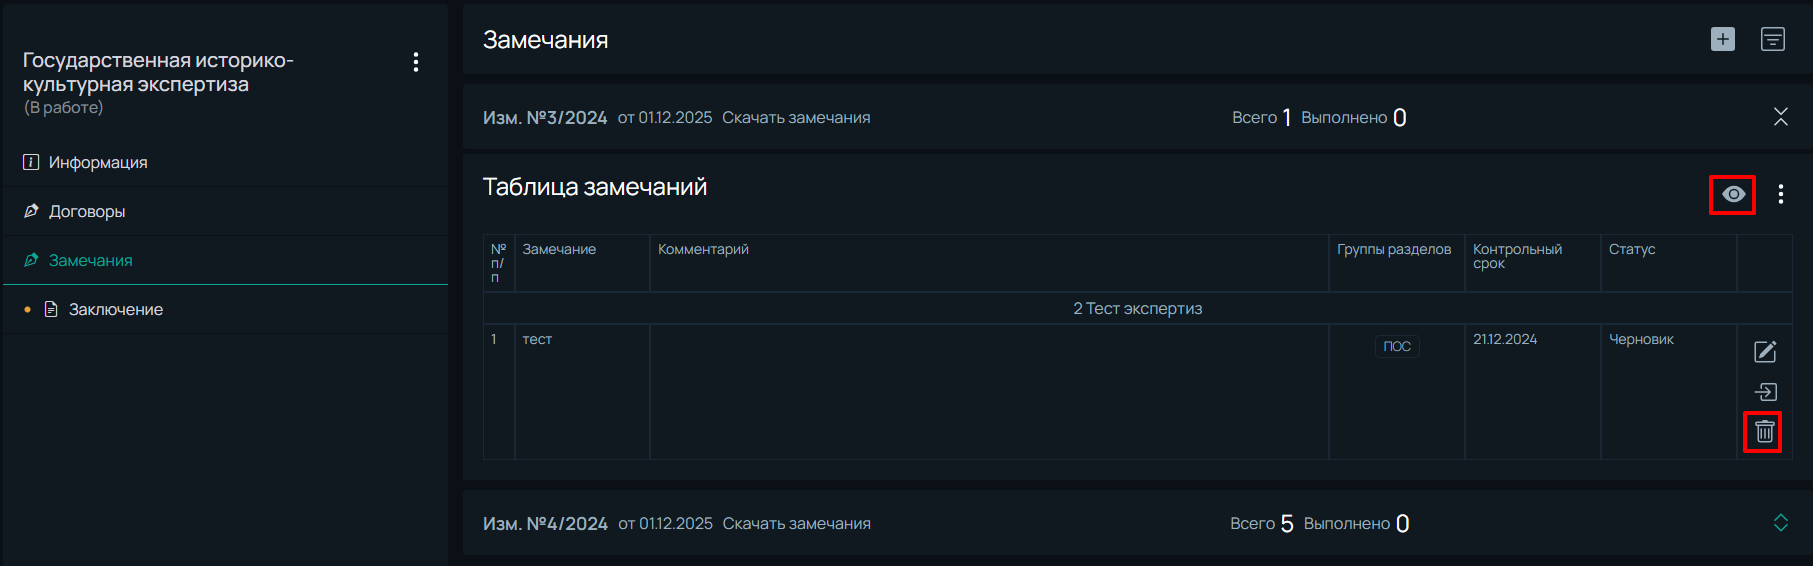 Государственная историко-
культурная экспертиза
(В работе)
Информация
Договоры
Замечания
Заключение
Замечания
Изм. №3/2024 от 01.12.2025 Скачать замечания Всего 1 Выполнено 0
Таблица замечаний
№ п/п Замечание Комментарий Группы разделов Контрольный срок Статус
2 Тест экспертиз
1 тест ПОС 21.12.2024 Черновик
Изм. №4/2024 от 01.12.2025 Скачать замечания Всего 5 Выполнено 0